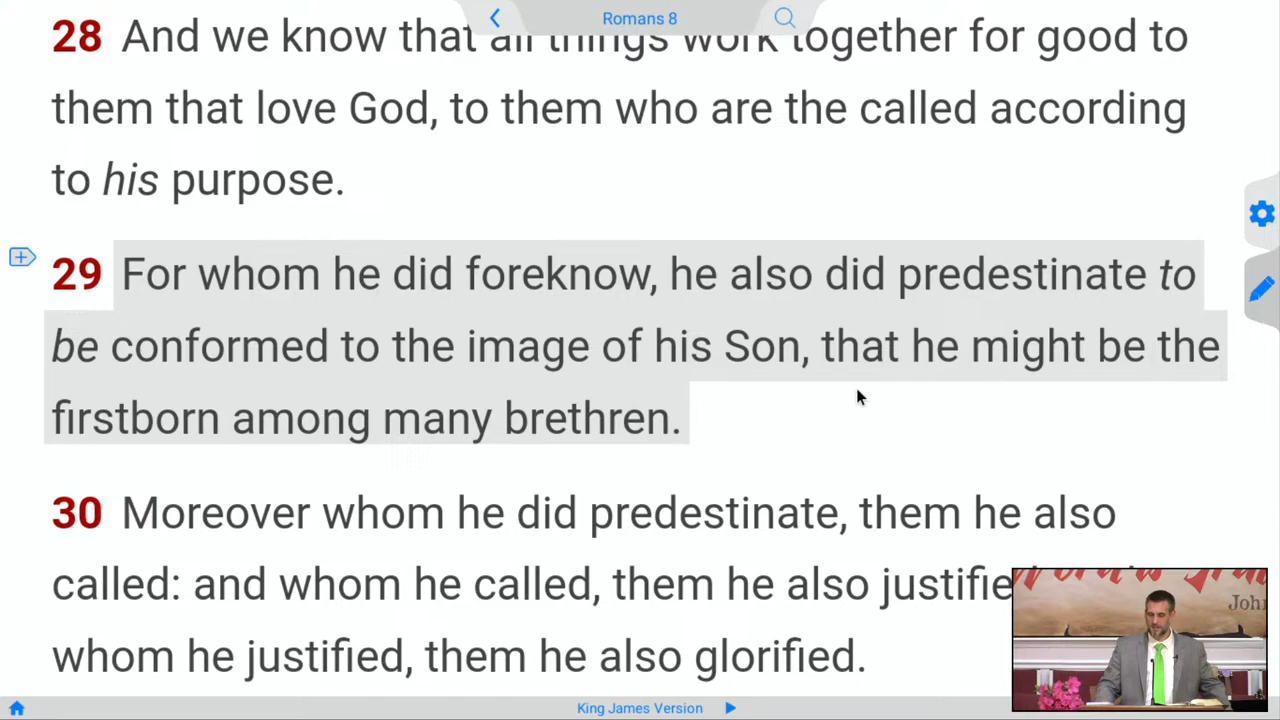 Romans 8
28 And we know that all things work together for good to
them that love God, to them who are the called according
to his purpose.
29 For whom he did foreknow, he also did predestinate to
be conformed to the image of his Son, that he might be the
firstborn among many brethren.
30 Moreover whom he did predestinate, them he also
called: and whom he called, them he also justifie
whom he justified, them he also glorified.
John
King James Version